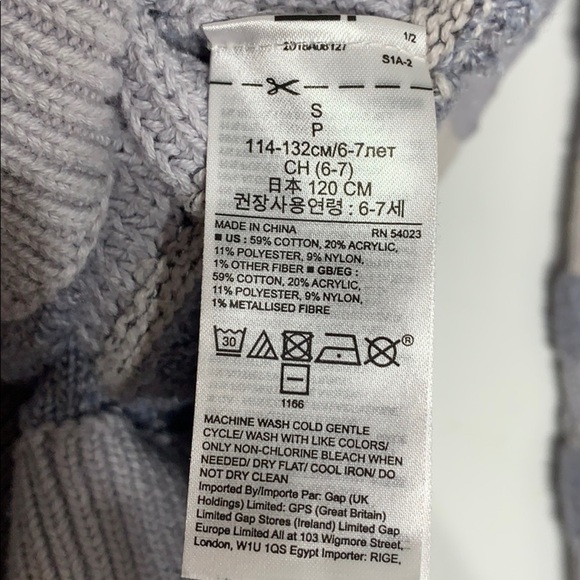 1/2
S1A-2
S
P
114-132см/6-7лет
CH (6-7)
日本 120 CM
권장사용연령 : 6-7세
MADE IN CHINA RN 54023
■ US : 59% COTTON, 20% ACRYLIC,
11% POLYESTER, 9% NYLON,
1% OTHER FIBER ■ GB/EG :
59% COTTON, 20% ACRYLIC,
11% POLYESTER, 9% NYLON,
1% METALLISED FIBRE
30
®
1166
MACHINE WASH COLD GENTLE
CYCLE/ WASH WITH LIKE COLORS/
ONLY NON-CHLORINE BLEACH WHEN
NEEDED/ DRY FLAT/ COOL IRON/ DO
NOT DRY CLEAN
Imported By/Importe Par: Gap (UK
Holdings) Limited: GPS (Great Britain)
Limited Gap Stores (Ireland) Limited Gap
Europe Limited All at 103 Wigmore Street,
London, W1U 1QS Egypt Importer: RIGE,